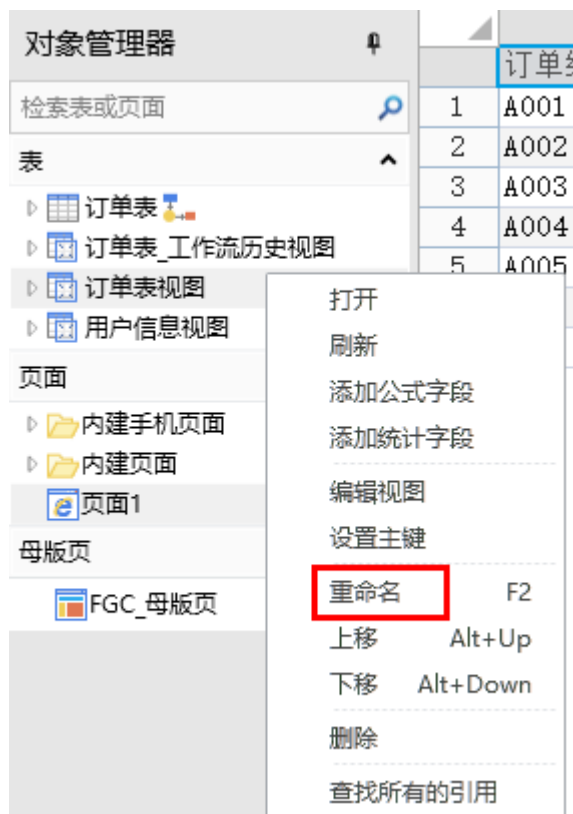 对象管理器
检索表或页面
表
订单表
订单表_工作流历史视图
订单表视图
用户信息视图
页面
内建手机页面
内建页面
页面1
母版页
FGC_母版页
订单
1 A001
2 A002
3 A003
4 A004
5 A005
打开
刷新
添加公式字段
添加统计字段
编辑视图
设置主键
重命名 F2
上移 Alt+Up
下移 Alt+Down
删除
查找所有的引用